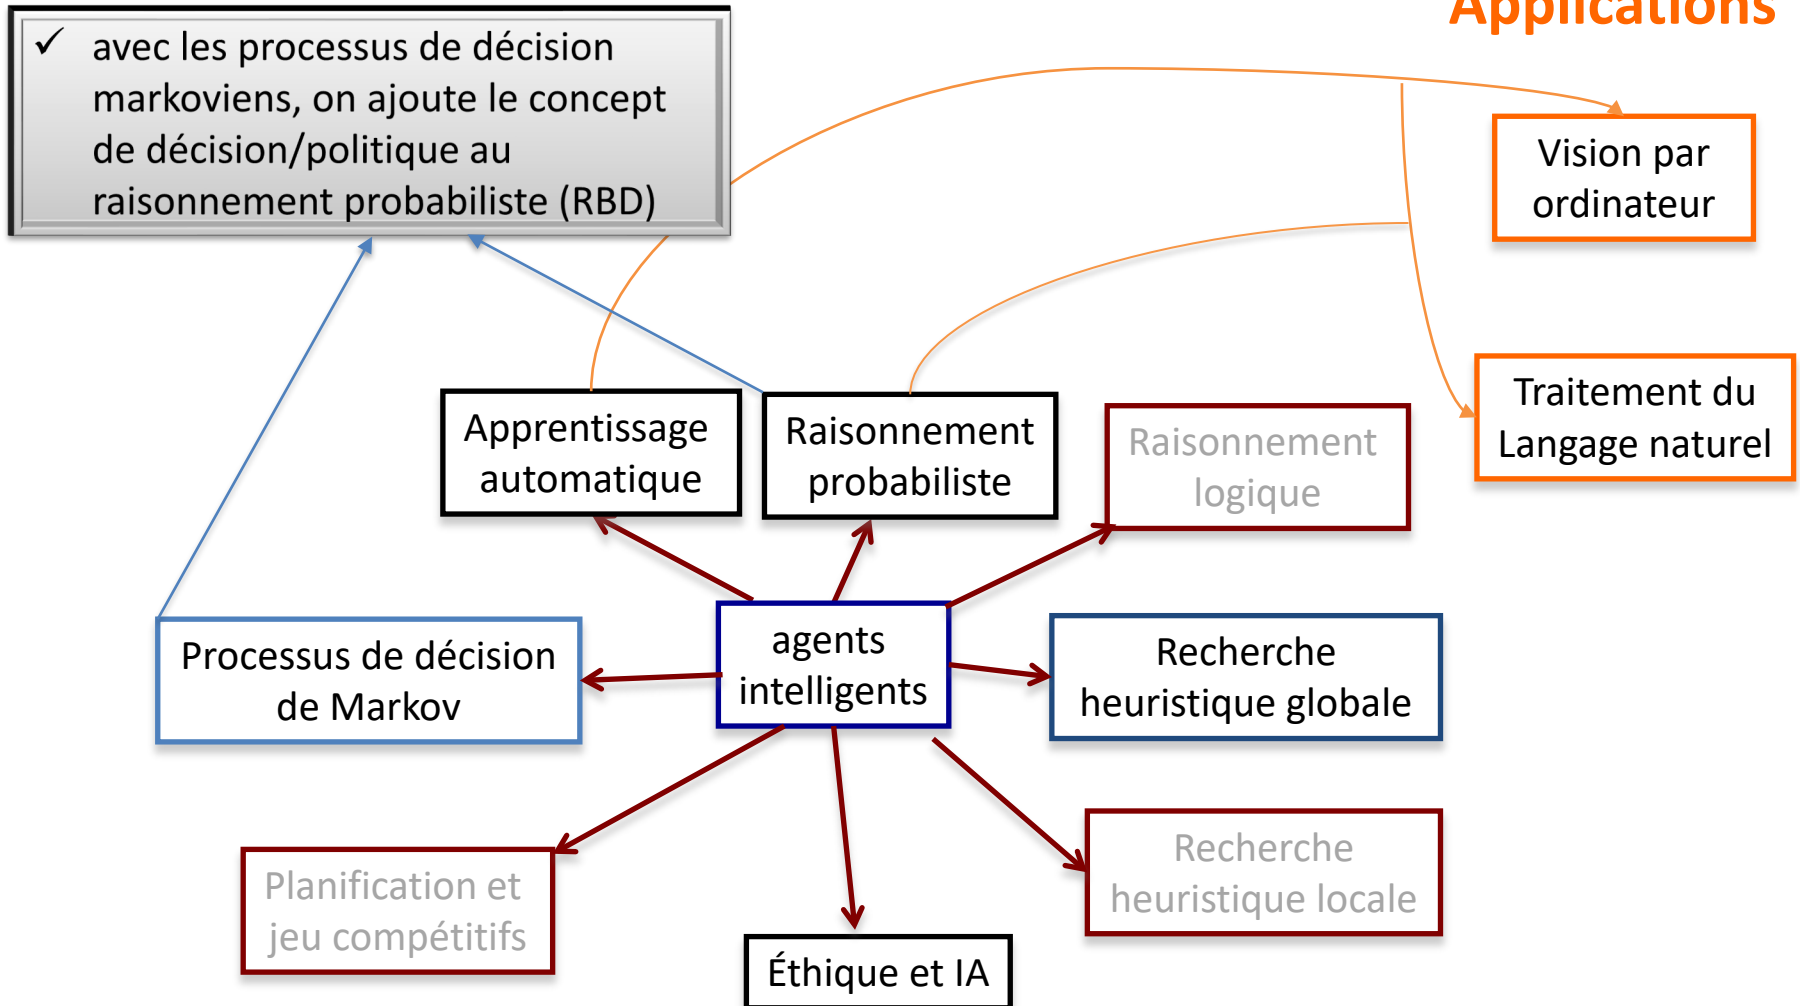 Applications
✓ avec les processus de décision
markoviens, on ajoute le concept
de décision/politique au
raisonnement probabiliste (RBD)
Vision par
ordinateur
Traitement du
Langage naturel
Apprentissage
automatique
Raisonnement
probabiliste
Raisonnement
logique
Processus de décision
de Markov
agents
intelligents
Recherche
heuristique globale
Planification et
jeu compétitifs
Éthique et IA
Recherche
heuristique locale